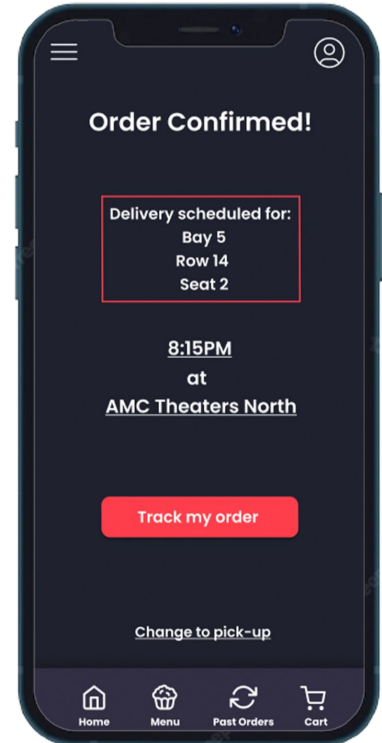 Order Confirmed!
Delivery scheduled for:
Bay 5
Row 14
Seat 2
8:15PM
at
AMC Theaters North
Track my order
Change to pick-up
Home Menu Past Orders Cart